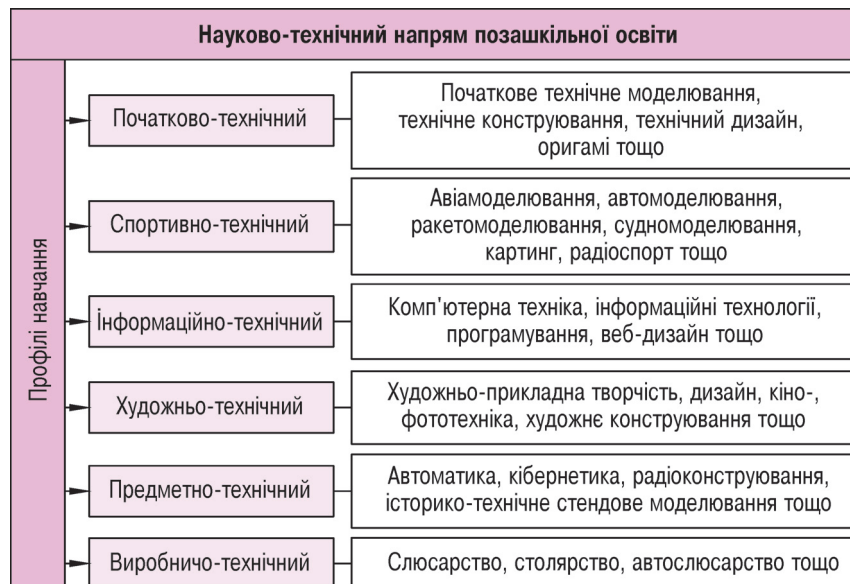 Науково-технічний напрям позашкільної освіти
Профілі навчання
Початково-технічний
Початкове технічне моделювання,
технічне конструювання, технічний дизайн,
оригамі тощо
Спортивно-технічний
Авіамоделювання, автомоделювання,
ракетомоделювання, судномоделювання,
картинг, радіоспорт тощо
Інформаційно-технічний
Комп'ютерна техніка, інформаційні технології,
програмування, веб-дизайн тощо
Художньо-технічний
Художньо-прикладна творчість, дизайн, кіно-,
фототехніка, художнє конструювання тощо
Предметно-технічний
Автоматика, кібернетика, радіоконструювання,
історико-технічне стендове моделювання тощо
Виробничо-технічний
Слюсарство, столярство, автослюсарство тощо